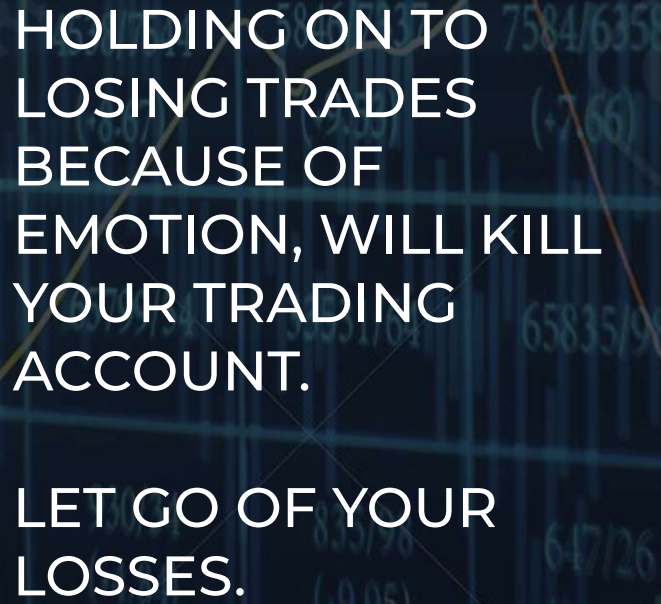 HOLDING ON TO
LOSING TRADES
BECAUSE OF
EMOTION, WILL KILL
YOUR TRADING
ACCOUNT.
LET GO OF YOUR
LOSSES.